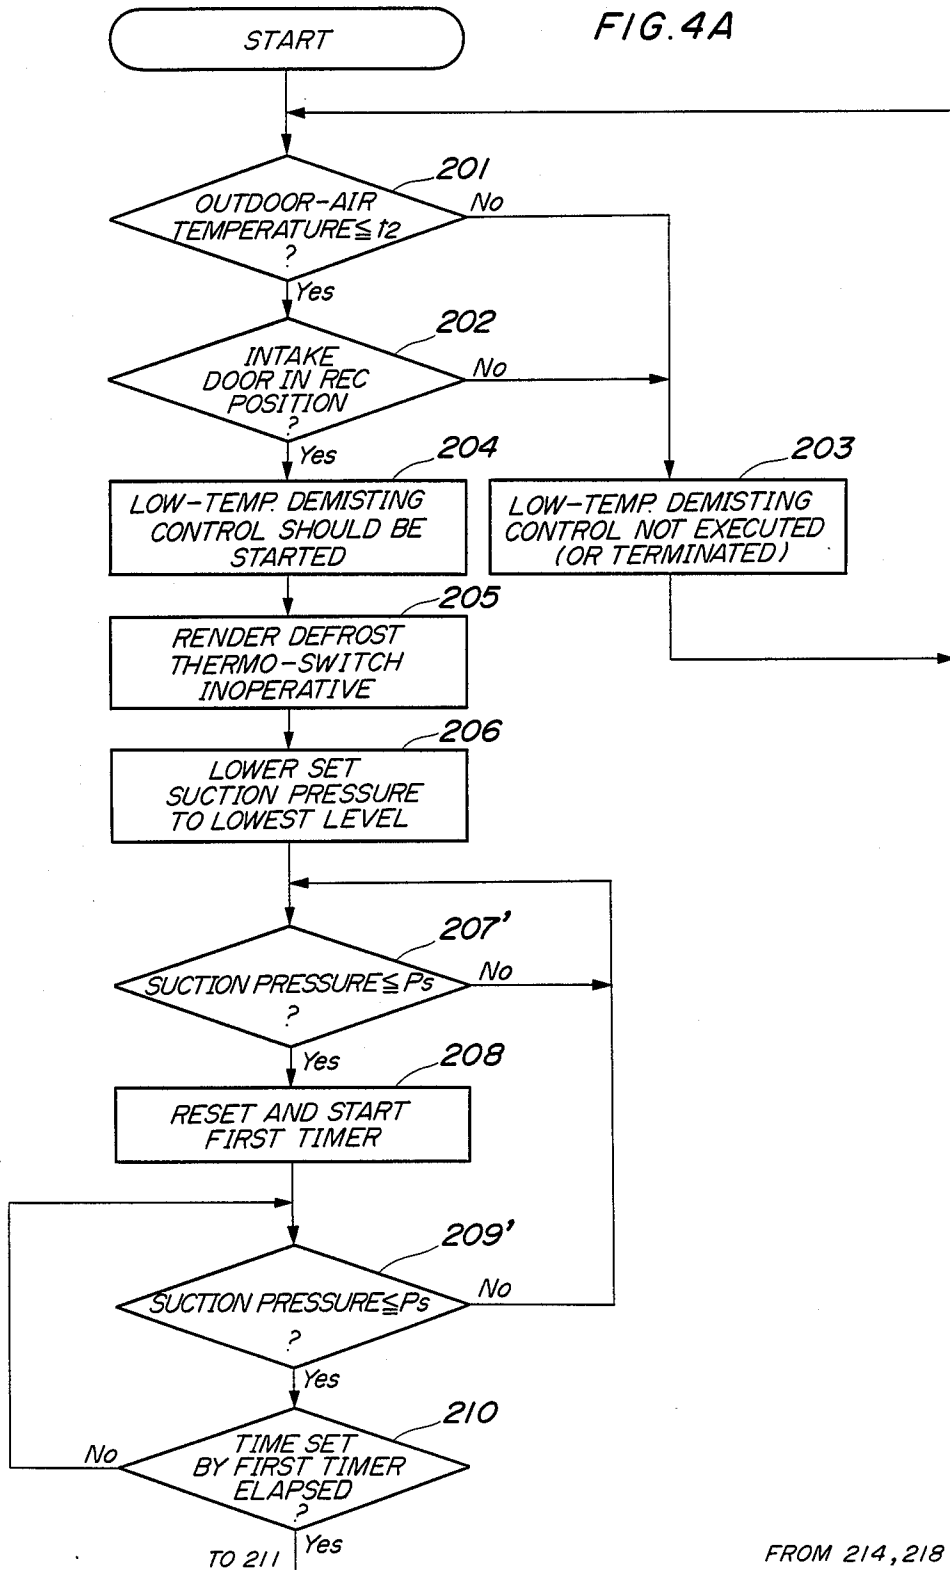 FIG.4A
START
201
OUTDOOR-AIR
TEMPERATURE≦t2
?
No
Yes
202
INTAKE
DOOR IN REC
POSITION
?
No
Yes
204
LOW-TEMP. DEMISTING
CONTROL SHOULD BE
STARTED
203
LOW-TEMP. DEMISTING
CONTROL NOT EXECUTED
(OR TERMINATED)
205
RENDER DEFROST
THERMO-SWITCH
INOPERATIVE
206
LOWER SET
SUCTION PRESSURE
TO LOWEST LEVEL
207'
SUCTION PRESSURE≦Ps
?
No
Yes
208
RESET AND START
FIRST TIMER
209'
SUCTION PRESSURE≦Ps
?
No
Yes
210
TIME SET
BY FIRST TIMER
ELAPSED
?
No
Yes
TO 211
FROM 214,218